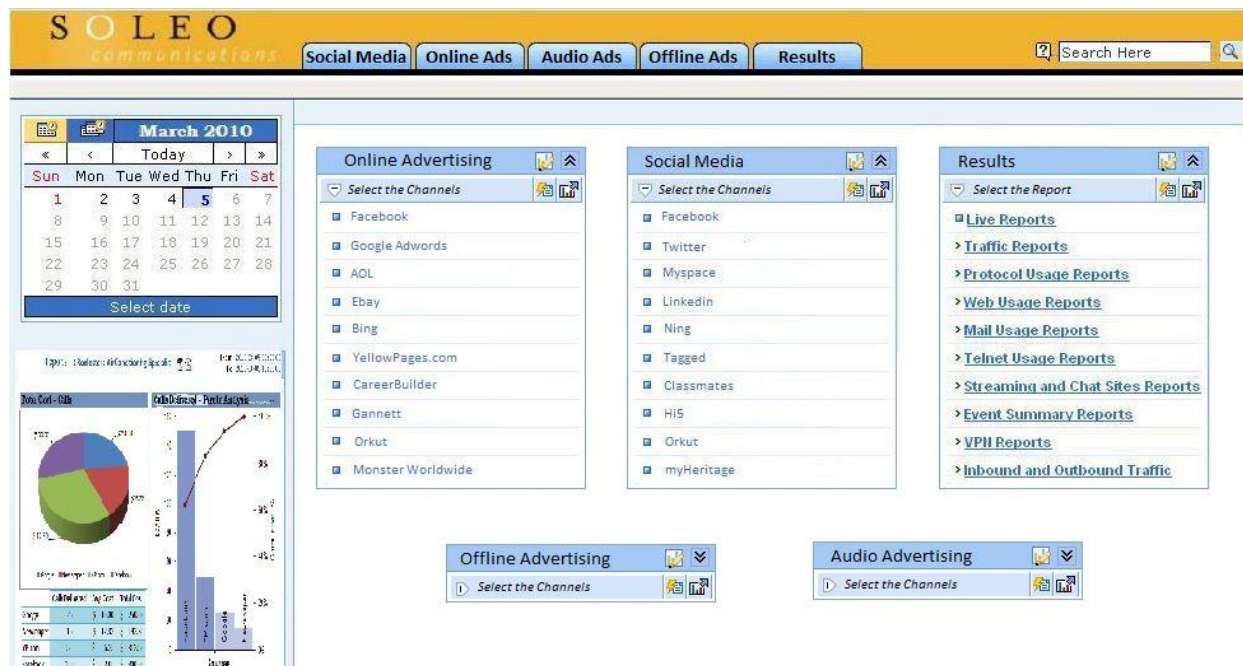 SOLEO
communications
Social Media Online Ads Audio Ads Offline Ads Results
Search Here
March 2010
« ‹ Today › »
Sun Mon Tue Wed Thu Fri Sat
1 2 3 4 5 6 7
8 9 10 11 12 13 14
15 16 17 18 19 20 21
22 23 24 25 26 27 28
29 30 31
Select date
Online Advertising
Select the Channels
Facebook
Google Adwords
AOL
Ebay
Bing
YellowPages.com
CareerBuilder
Gannett
Orkut
Monster Worldwide
Social Media
Select the Channels
Facebook
Twitter
Myspace
Linkedin
Ning
Tagged
Classmates
Hi5
Orkut
myHeritage
Results
Select the Report
Live Reports
Traffic Reports
Protocol Usage Reports
Web Usage Reports
Mail Usage Reports
Telnet Usage Reports
Streaming and Chat Sites Reports
Event Summary Reports
VPN Reports
Inbound and Outbound Traffic
Offline Advertising
Select the Channels
Audio Advertising
Select the Channels